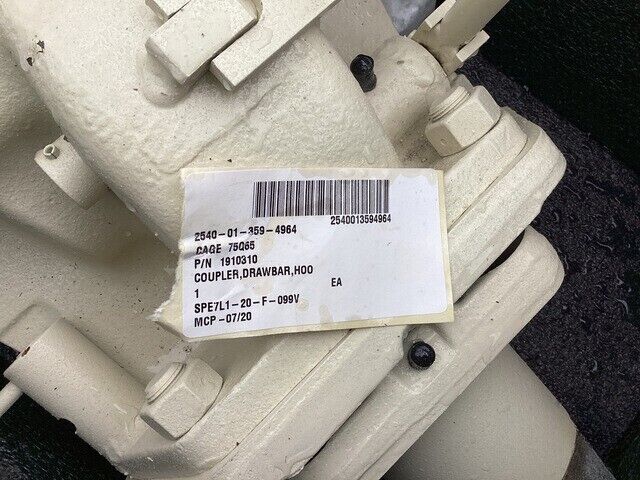 2540013594964
2540-01-359-4964
CAGE 75Q65
P/N 1910310
COUPLER,DRAWBAR,HOO
1 EA
SPE7L1-20-F-099V
MCP-07/20